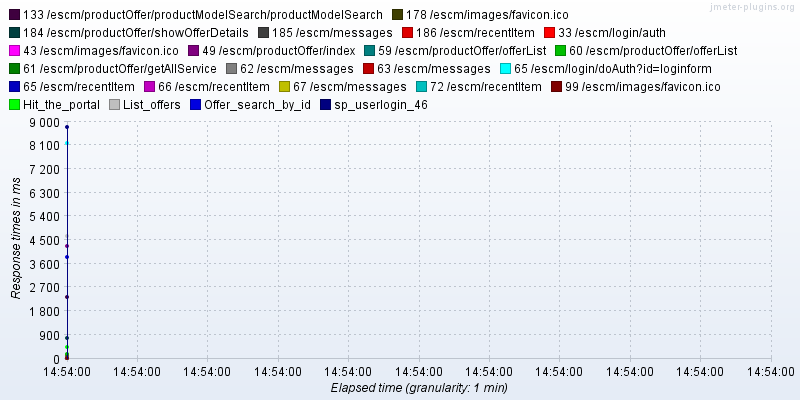 jmeter-plugins.org
133 /escm/productOffer/productModelSearch/productModelSearch 178 /escm/images/favicon.ico
184 /escm/productOffer/showOfferDetails 185 /escm/messages 186 /escm/recentItem 33 /escm/login/auth
43 /escm/images/favicon.ico 49 /escm/productOffer/index 59 /escm/productOffer/offerList 60 /escm/productOffer/offerList
61 /escm/productOffer/getAllService 62 /escm/messages 63 /escm/messages 65 /escm/login/doAuth?id=loginform
65 /escm/recentItem 66 /escm/recentItem 67 /escm/messages 72 /escm/recentItem 99 /escm/images/favicon.ico
Hit_the_portal List_offers Offer_search_by_id sp_userlogin_46
Response times in ms
9 000
8 100
7 200
6 300
5 400
4 500
3 600
2 700
1 800
900
0
14:54:00 14:54:00 14:54:00 14:54:00 14:54:00 14:54:00 14:54:00 14:54:00 14:54:00 14:54:00 14:54:00
Elapsed time (granularity: 1 min)